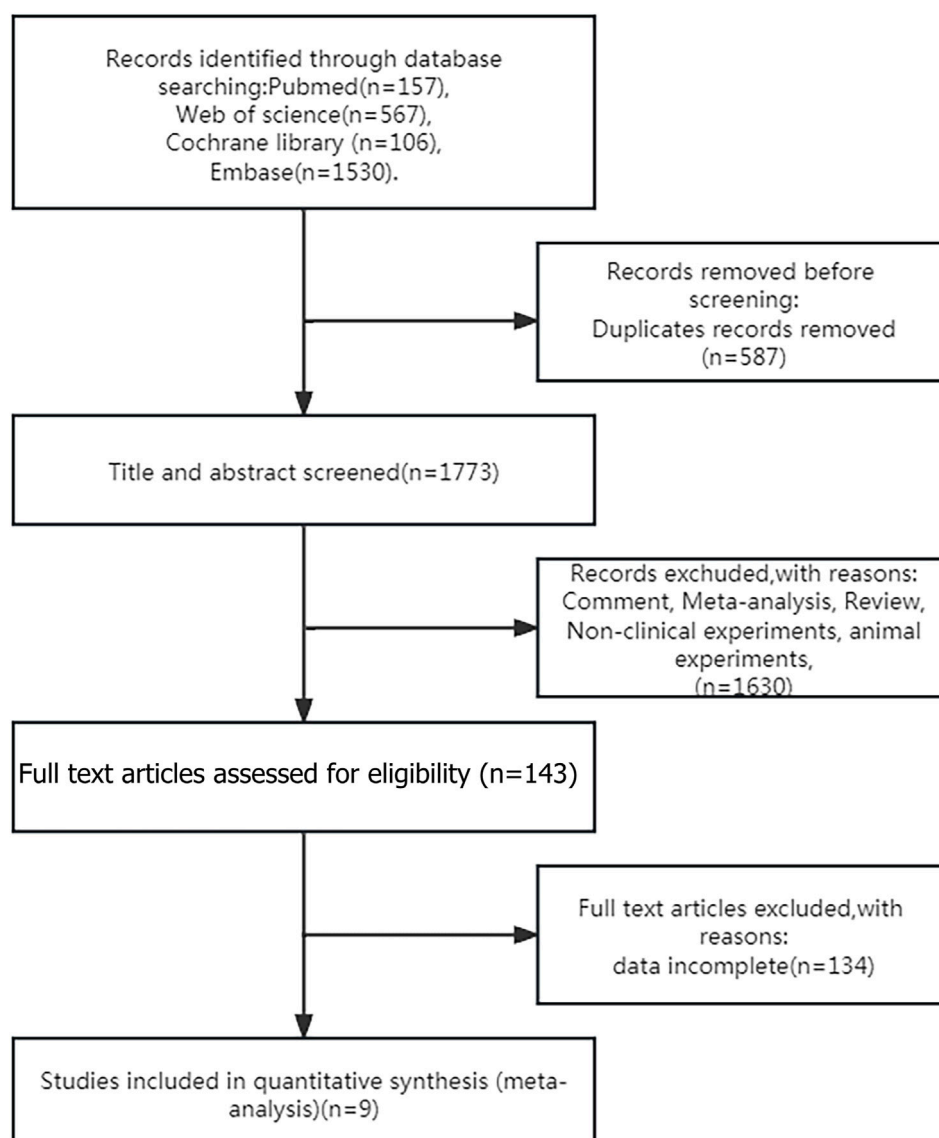 Records identified through database
searching:Pubmed(n=157),
Web of science(n=567),
Cochrane library (n=106),
Embase(n=1530).
Records removed before
screening:
Duplicates records removed
(n=587)
Title and abstract screened(n=1773)
Records exchuded,with reasons:
Comment, Meta-analysis, Review,
Non-clinical experiments, animal
experiments,
(n=1630)
Full text articles assessed for eligibility (n=143)
Full text articles excluded,with
reasons:
data incomplete(n=134)
Studies included in quantitative synthesis (meta-
analysis)(n=9)